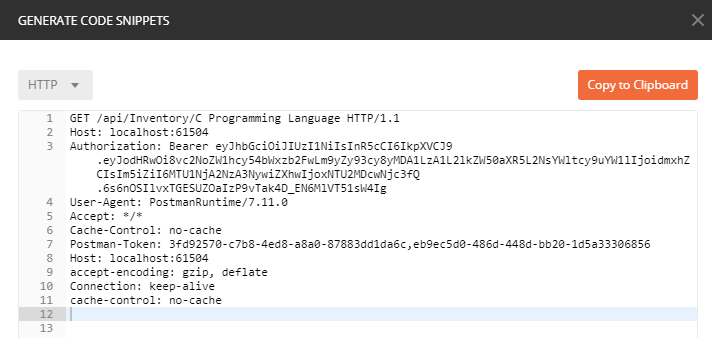 GENERATE CODE SNIPPETS
HTTP
Copy to Clipboard
1 GET /api/Inventory/C Programming Language HTTP/1.1
2 Host: localhost:61504
3 Authorization: Bearer eyJhbGciOiJIUzI1NiIsInR5cCI6IkpXVCJ9
.eyJodHRwOi8vc2NoZW1hcy54bWxzb2FwLm9yZy93cy8yMDA1LzA1L2lkZW50aXR5L2NsYWltcy9uYW1lIjoidmxhZ
CIsIm5iZiI6MTU1NjA2NzA3NywiZXhwIjoxNTU2MDcwNjc3fQ
.6s6nOSIlvxTGESUZOaIzP9vTak4D_EN6MlVT51sW4Ig
4 User-Agent: PostmanRuntime/7.11.0
5 Accept: */*
6 Cache-Control: no-cache
7 Postman-Token: 3fd92570-c7b8-4ed8-a8a0-87883dd1da6c,eb9ec5d0-486d-448d-bb20-1d5a33306856
8 Host: localhost:61504
9 accept-encoding: gzip, deflate
10 Connection: keep-alive
11 cache-control: no-cache
12
13